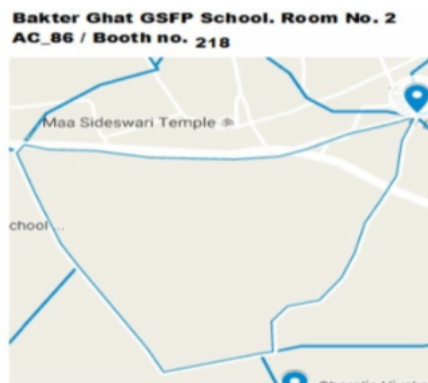 Bakter Ghat GSFP School. Room No. 2
AC_86 / Booth no. 218
Maa Sideswari Temple
chool ...